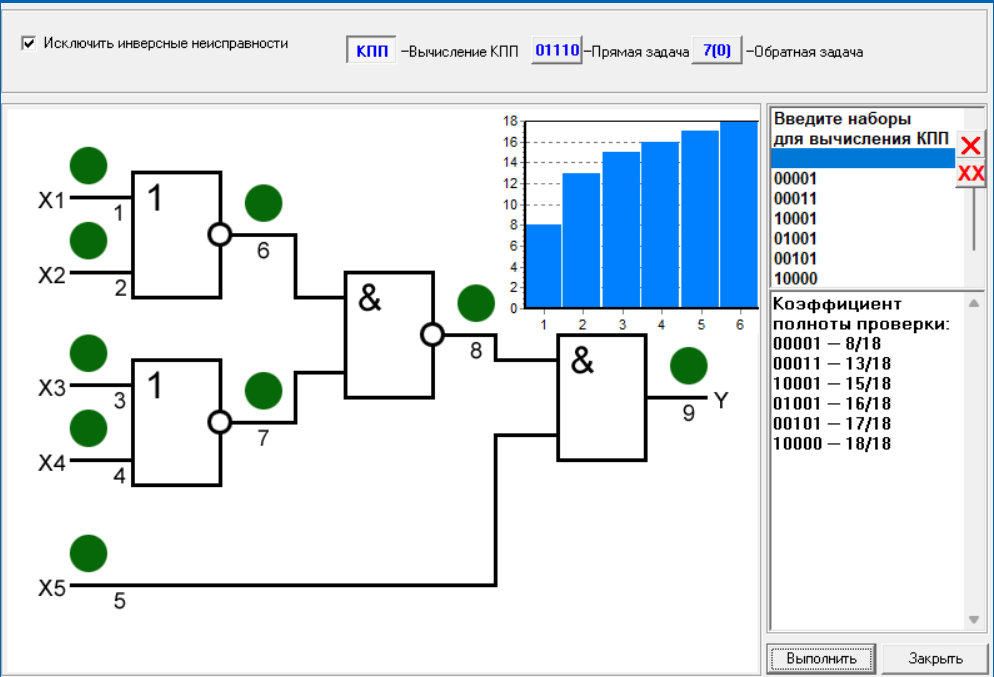 Исключить инверсные неисправности
КПП –Вычисление КПП 01110 –Прямая задача 7(0) –Обратная задача
X1
1
1
X2
2
6
X3
3
1
X4
4
7
X5
5
&
8
&
9
Y
18
16
14
12
10
8
6
4
2
0
1 2 3 4 5 6
Введите наборы
для вычисления КПП
X
XX
00001
00011
10001
01001
00101
10000
Коэффициент
полноты проверки:
00001 – 8/18
00011 – 13/18
10001 – 15/18
01001 – 16/18
00101 – 17/18
10000 – 18/18
Выполнить Закрыть